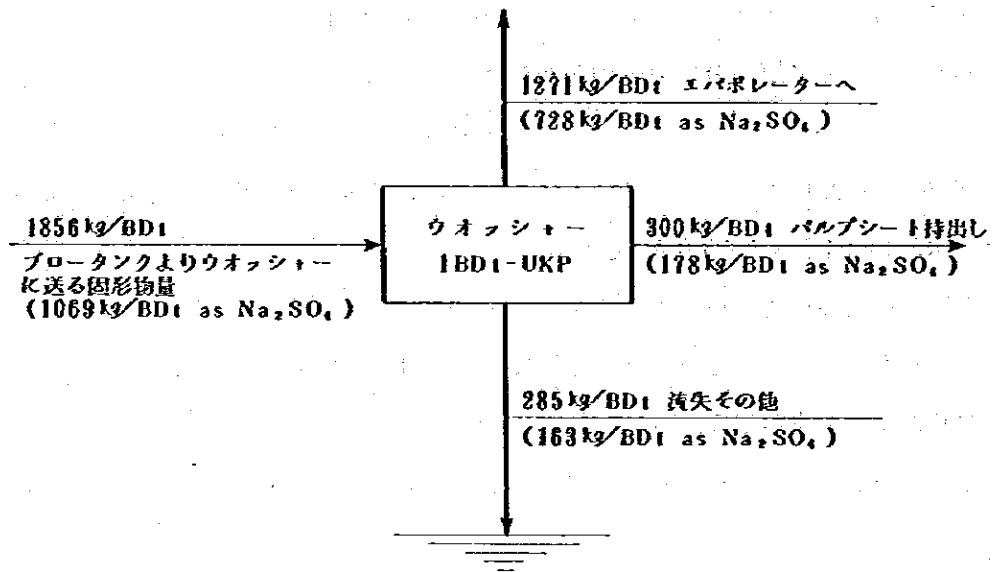 1271kg/BDt エバポレーターへ
(728kg/BDt as Na₂SO₄)
1856kg/BDt
ブロータンクよりウオッシャー
に送る固形物量
(1069kg/BDt as Na₂SO₄)
ウオッシャー
1BDt-UKP
300kg/BDt パルプシート持出し
(178kg/BDt as Na₂SO₄)
285kg/BDt 流失その他
(163kg/BDt as Na₂SO₄)